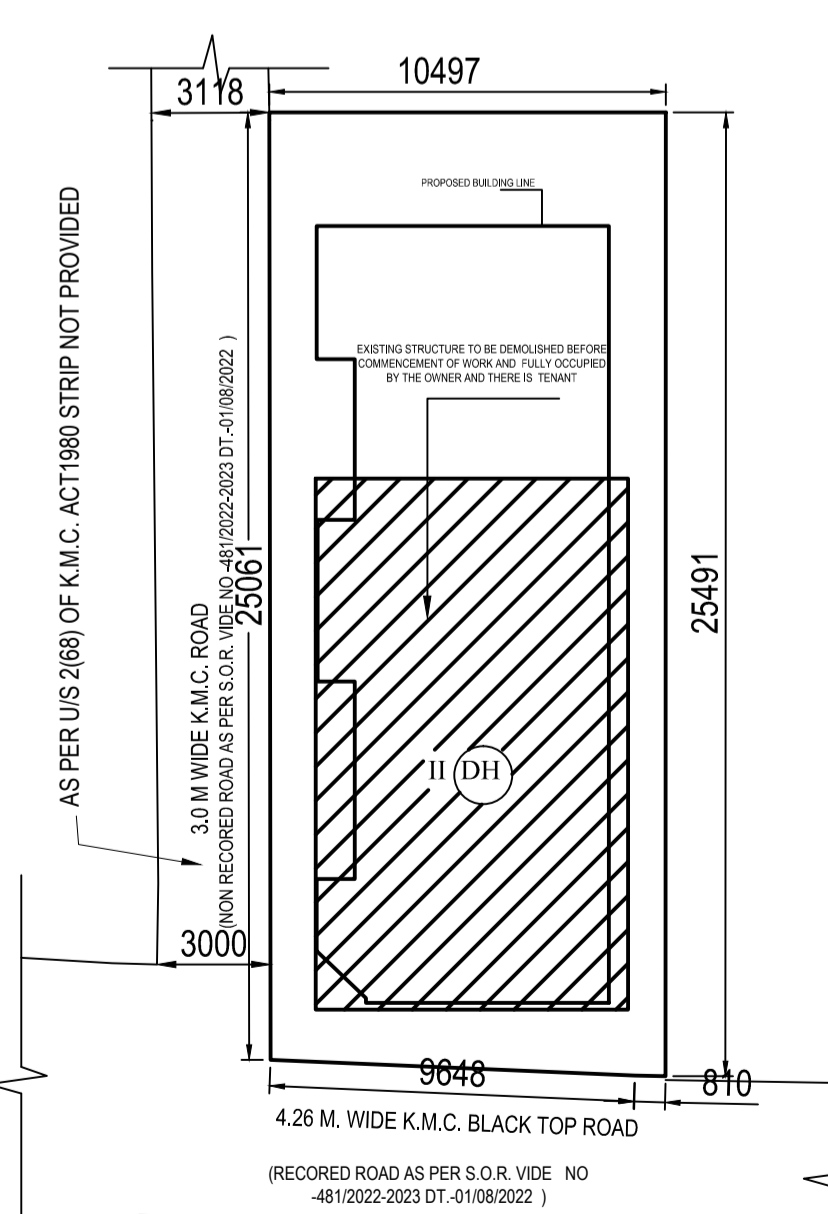 10497
3118
PROPOSED BUILDING LINE
AS PER U/S 2(68) OF K.M.C. ACT1980 STRIP NOT PROVIDED
3.0 M WIDE K.M.C. ROAD
(NON RECORED ROAD AS PER S.O.R. VIDE NO -481/2022-2023 DT.-01/08/2022 )
25061
EXISTING STRUCTURE TO BE DEMOLISHED BEFORE
COMMENCEMENT OF WORK AND FULLY OCCUPIED
BY THE OWNER AND THERE IS TENANT
25491
II DH
3000
9648
810
4.26 M. WIDE K.M.C. BLACK TOP ROAD
(RECORED ROAD AS PER S.O.R. VIDE NO
-481/2022-2023 DT.-01/08/2022 )